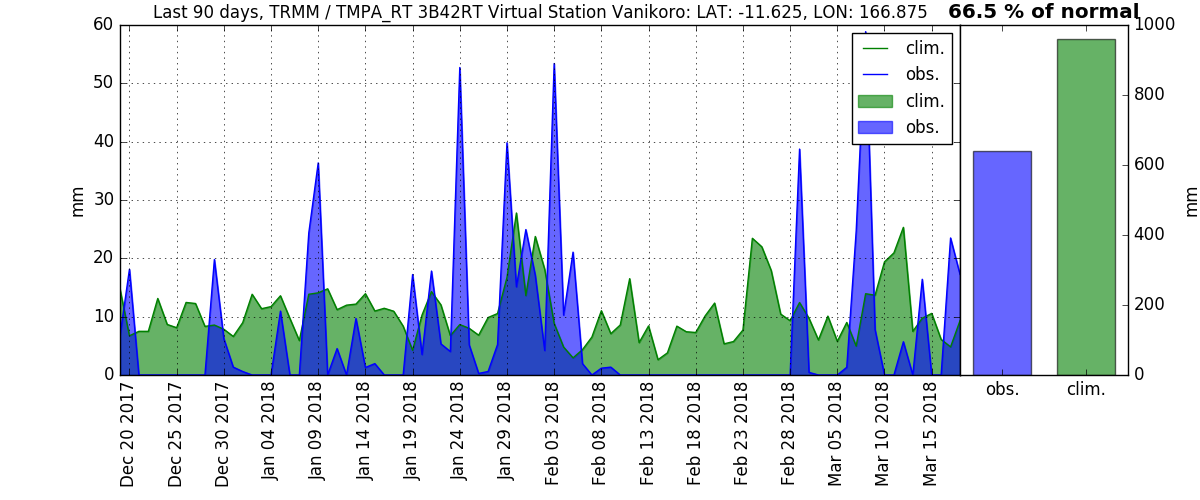 Last 90 days, TRMM / TMPA_RT 3B42RT Virtual Station Vanikoro: LAT: -11.625, LON: 166.875
66.5 % of normal
60
50
40
30
20
10
0
mm
clim.
obs.
clim.
obs.
1000
800
600
400
200
0
mm
obs.
clim.
Dec 20 2017
Dec 25 2017
Dec 30 2017
Jan 04 2018
Jan 09 2018
Jan 14 2018
Jan 19 2018
Jan 24 2018
Jan 29 2018
Feb 03 2018
Feb 08 2018
Feb 13 2018
Feb 18 2018
Feb 23 2018
Feb 28 2018
Mar 05 2018
Mar 10 2018
Mar 15 2018